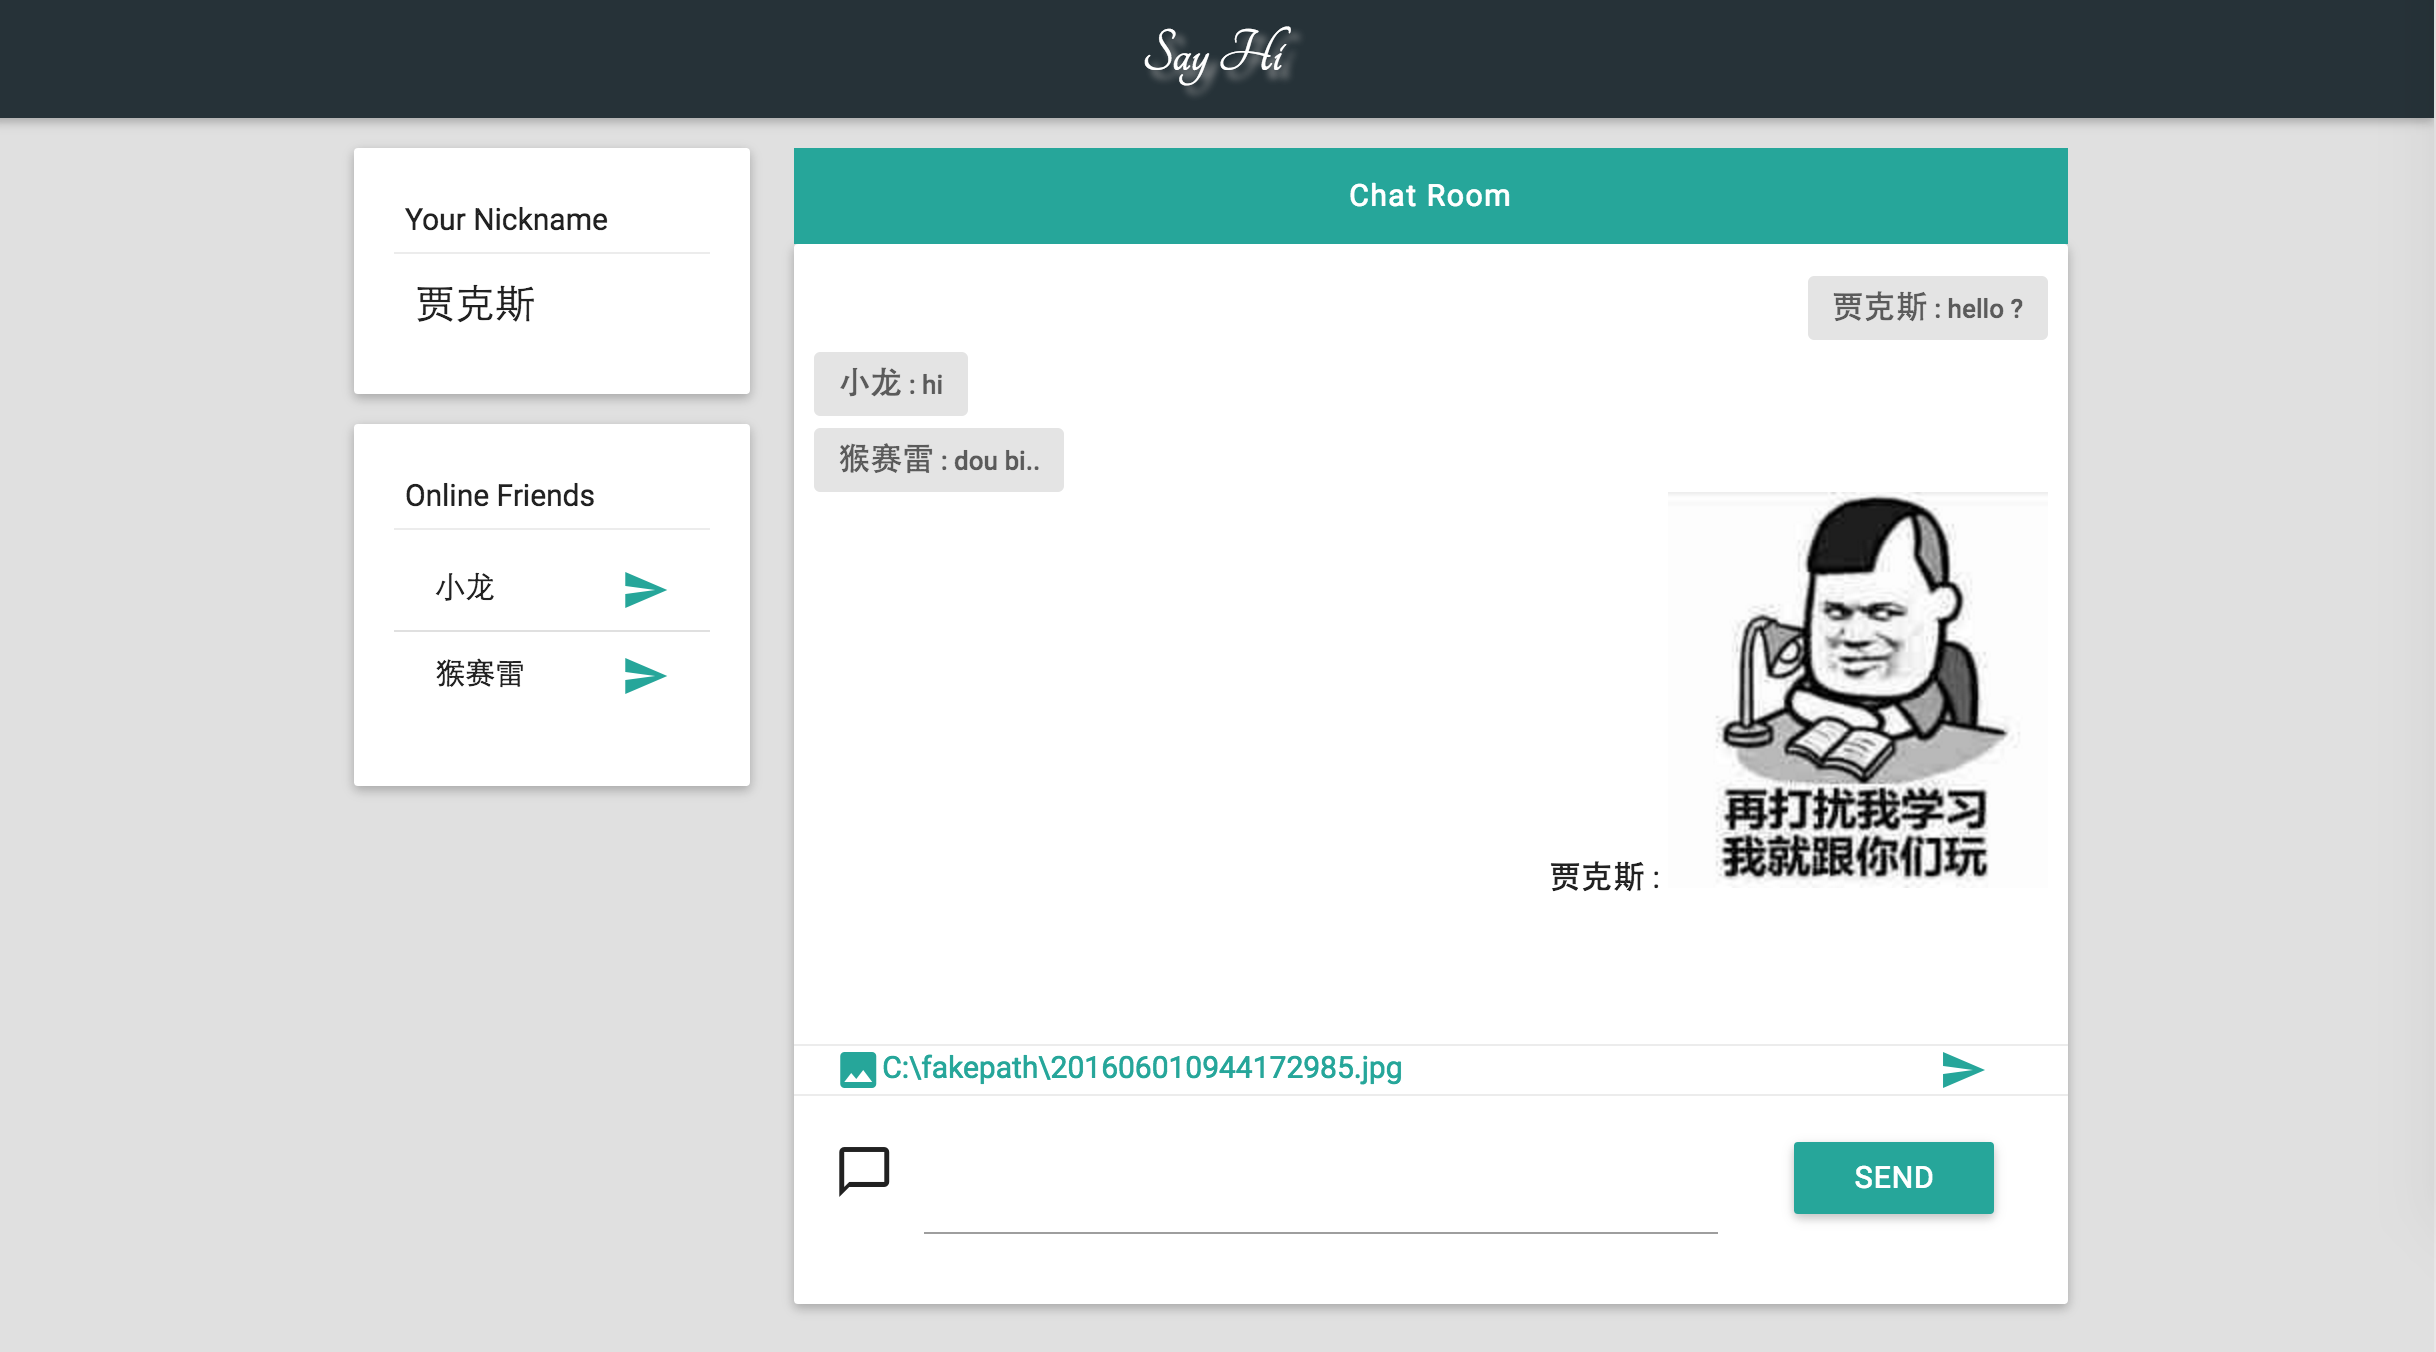 Say Hi
Your Nickname
贾克斯
Online Friends
小龙
猴赛雷
Chat Room
贾克斯 : hello ?
小龙 : hi
猴赛雷 : dou bi..
再打扰我学习
我就跟你们玩
贾克斯 :
C:\fakepath\201606010944172985.jpg
SEND